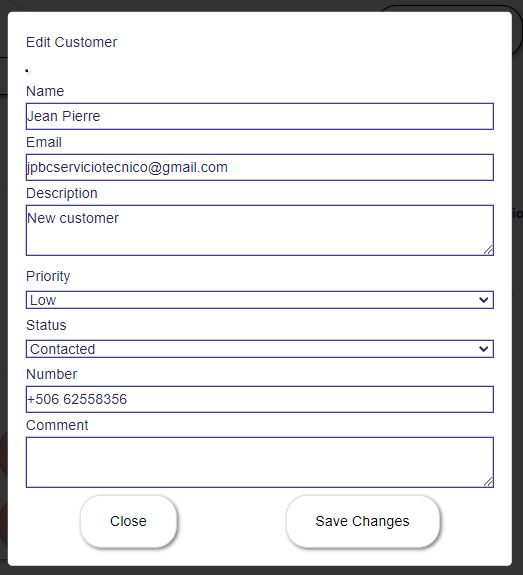 Edit Customer
Name
Jean Pierre
Email
jpbcserviciotecnico@gmail.com
Description
New customer
Priority
Low
Status
Contacted
Number
+506 62558356
Comment
Close
Save Changes